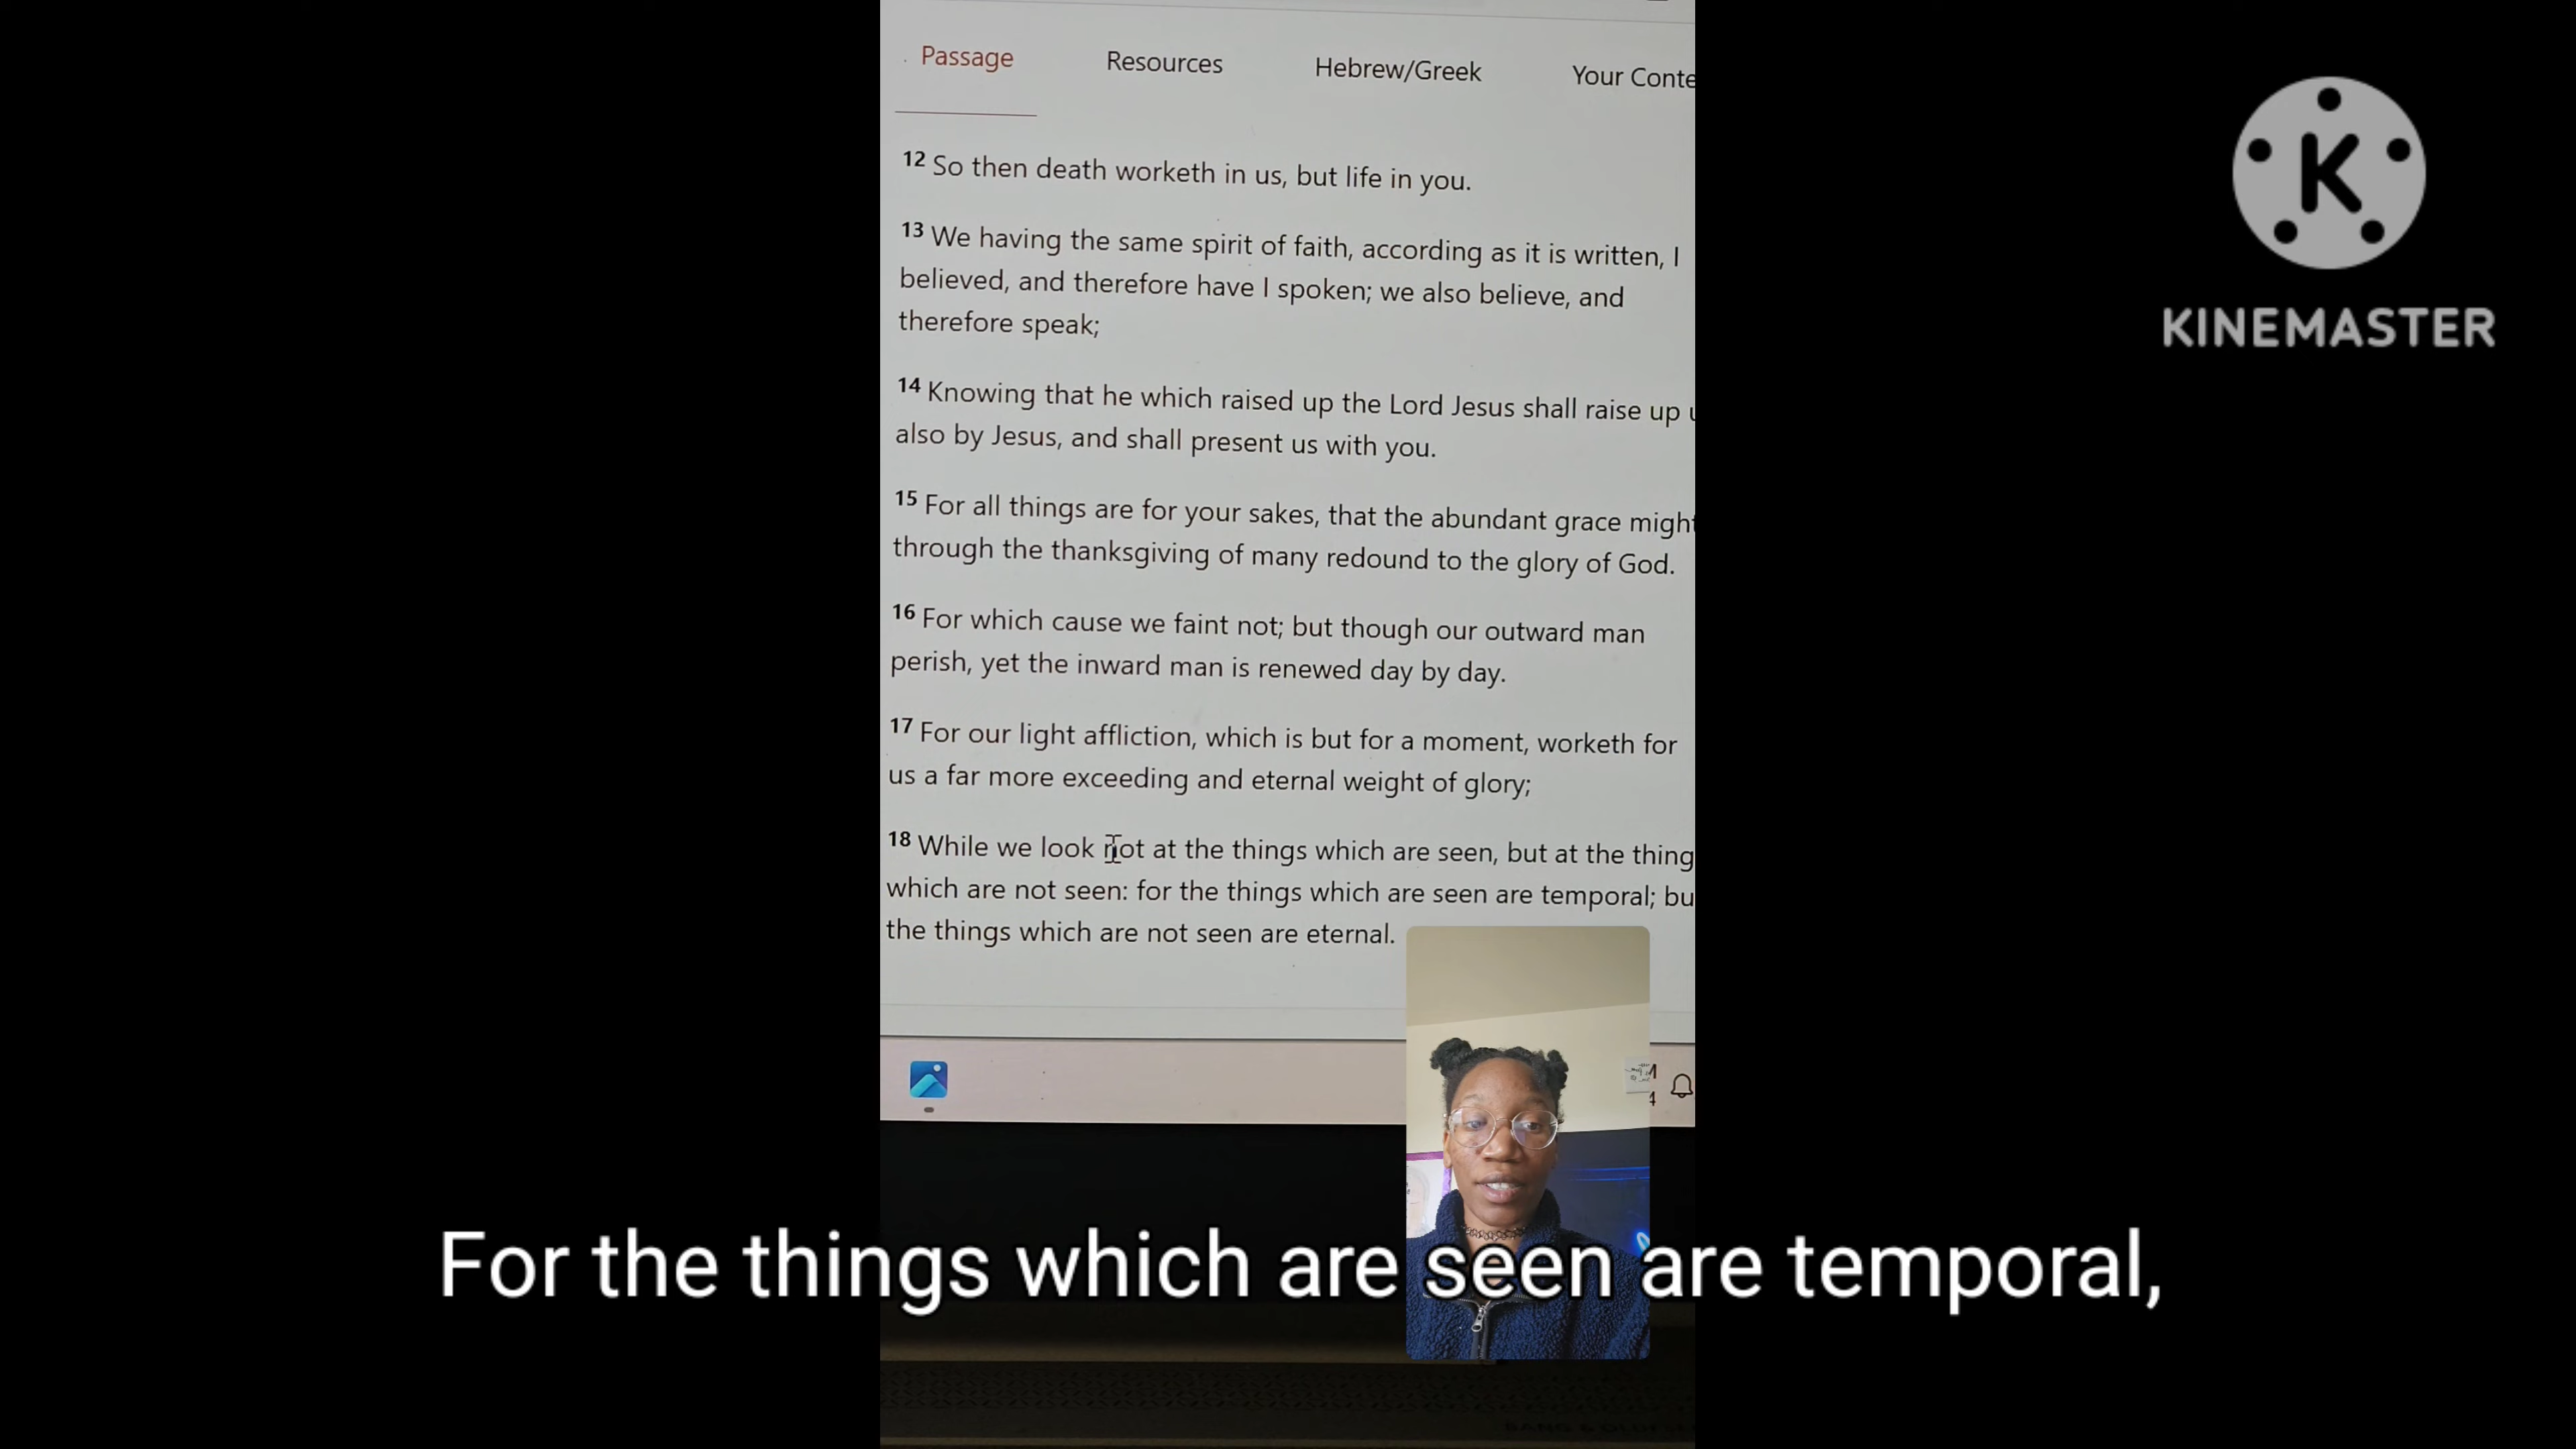 Passage Resources Hebrew/Greek Your Conte
12 So then death worketh in us, but life in you.
13 We having the same spirit of faith, according as it is written, I
believed, and therefore have I spoken; we also believe, and
therefore speak;
14 Knowing that he which raised up the Lord Jesus shall raise up u
also by Jesus, and shall present us with you.
15 For all things are for your sakes, that the abundant grace might
through the thanksgiving of many redound to the glory of God.
16 For which cause we faint not; but though our outward man
perish, yet the inward man is renewed day by day.
17 For our light affliction, which is but for a moment, worketh for
us a far more exceeding and eternal weight of glory;
18 While we look not at the things which are seen, but at the thing
which are not seen: for the things which are seen are temporal; bu
the things which are not seen are eternal.
K
KINEMASTER
For the things which are seen are temporal,